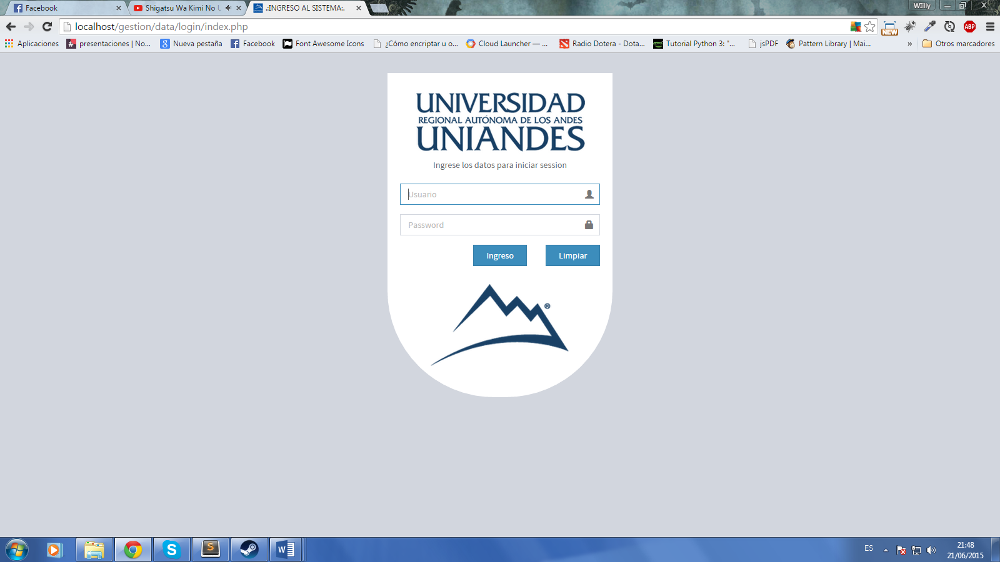 Facebook
Shigatsu Wa Kimi No U
.:INGRESO AL SISTEMA:.
WIlly
localhost/gestion/data/login/index.php
NEW
ABP
Aplicaciones
presentaciones | No...
Nueva pestaña
Facebook
Font Awesome Icons
¿Cómo encriptar u o...
Cloud Launcher — ...
Radio Dotera - Dota...
Tutorial Python 3: "...
jsPDF
Pattern Library | Mai...
»
Otros marcadores
UNIVERSIDAD
REGIONAL AUTÓNOMA DE LOS ANDES
UNIANDES
Ingrese los datos para iniciar session
Usuario
Password
Ingreso
Limpiar
®
ES
21:48
21/06/2015